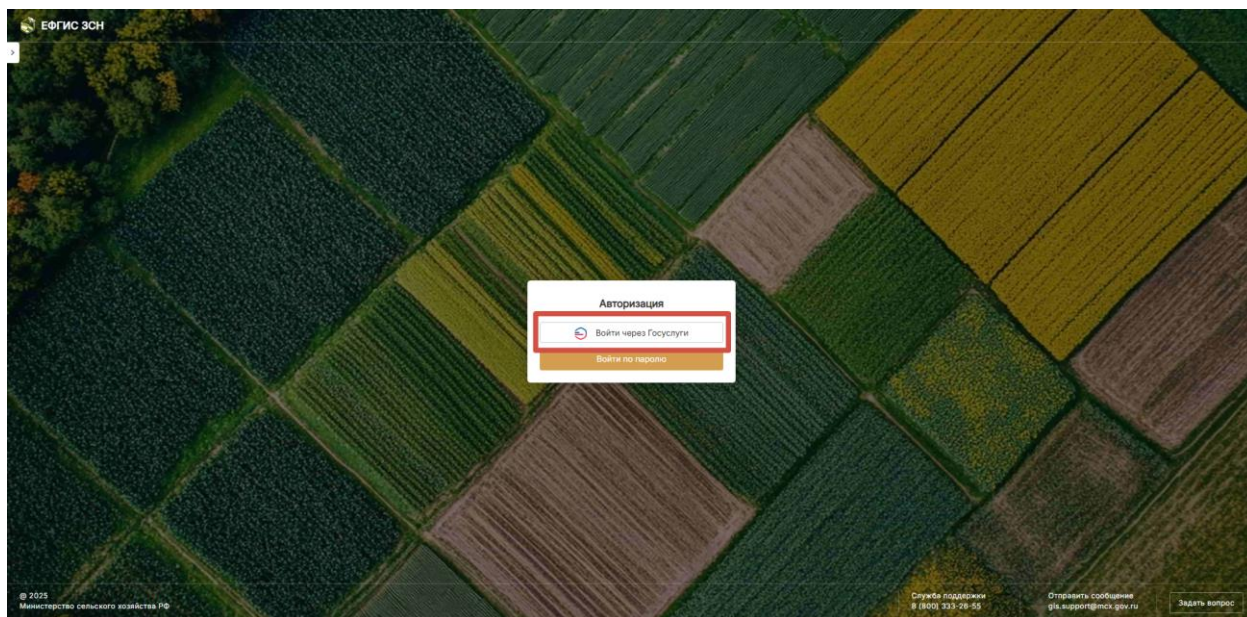 ЕФГИС ЗСН
Авторизация
Войти через Госуслуги
Войти по паролю
@ 2025
Министерство сельского хозяйства РФ
Служба поддержки
8 (800) 333-28-55
Отправить сообщение
gis.support@mcx.gov.ru
Задать вопрос